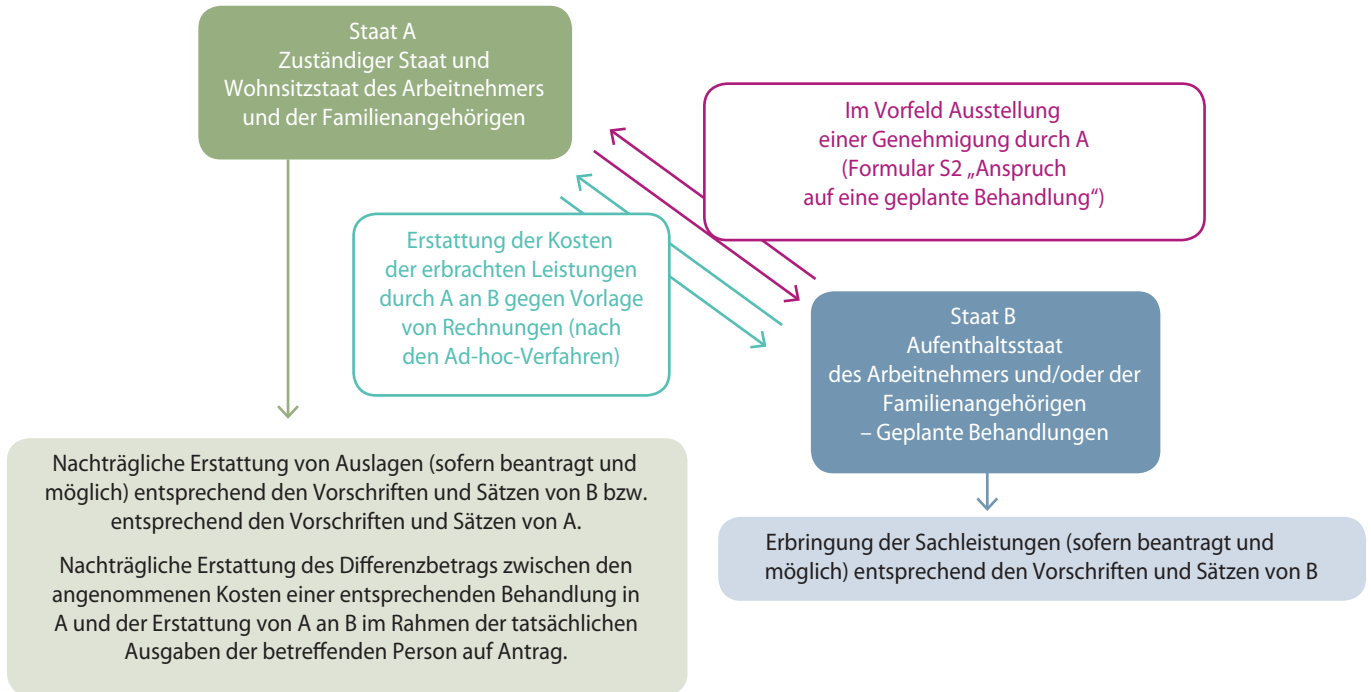 Staat A
Zuständiger Staat und
Wohnsitzstaat des Arbeitnehmers
und der Familienangehörigen
Im Vorfeld Ausstellung
einer Genehmigung durch A
(Formular S2 „Anspruch
auf eine geplante Behandlung“)
Erstattung der Kosten
der erbrachten Leistungen
durch A an B gegen Vorlage
von Rechnungen (nach
den Ad-hoc-Verfahren)
Staat B
Aufenthaltsstaat
des Arbeitnehmers und/oder der
Familienangehörigen
– Geplante Behandlungen
Nachträgliche Erstattung von Auslagen (sofern beantragt und
möglich) entsprechend den Vorschriften und Sätzen von B bzw.
entsprechend den Vorschriften und Sätzen von A.
Nachträgliche Erstattung des Differenzbetrags zwischen den
angenommenen Kosten einer entsprechenden Behandlung in
A und der Erstattung von A an B im Rahmen der tatsächlichen
Ausgaben der betreffenden Person auf Antrag.
Erbringung der Sachleistungen (sofern beantragt und
möglich) entsprechend den Vorschriften und Sätzen von B